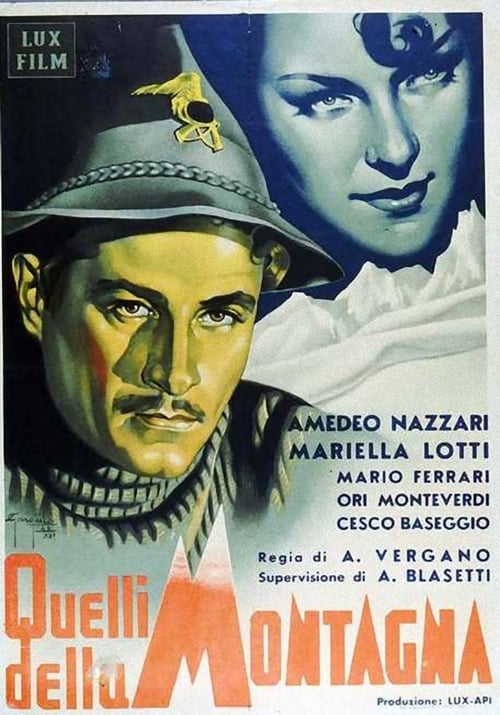 LUX
FILM
AMEDEO NAZZARI
MARIELLA LOTTI
MARIO FERRARI
ORI MONTEVERDI
CESCO BASEGGIO
Regia di A. VERGANO
Supervisione di A. BLASETTI
Quelli
della MONTAGNA
Produzione: LUX-API